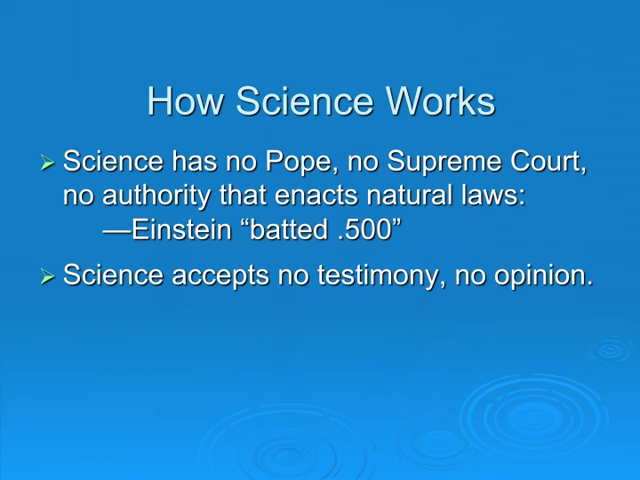 How Science Works
Science has no Pope, no Supreme Court,
no authority that enacts natural laws:
—Einstein “batted .500”
Science accepts no testimony, no opinion.